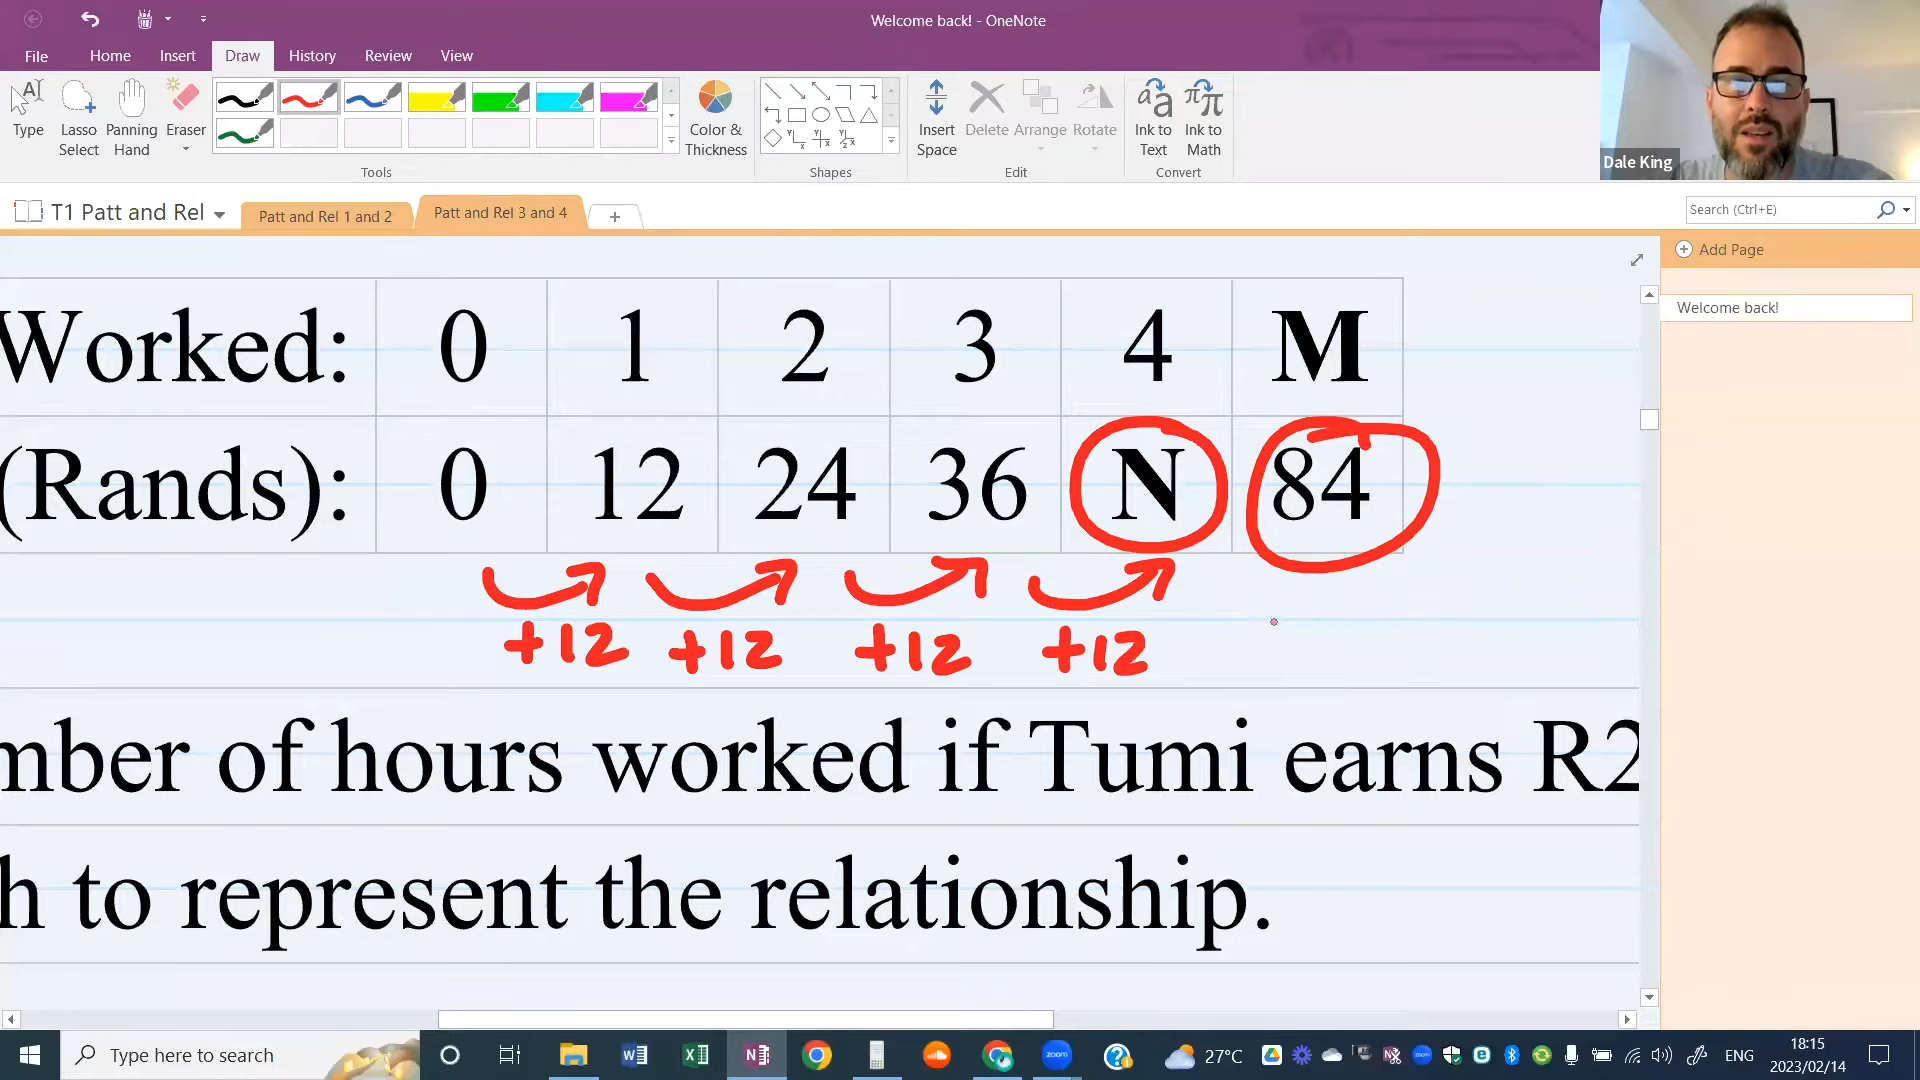 Welcome back! - OneNote
File Home Insert Draw History Review View
Type
Lasso Select
Panning Hand
Eraser
Color & Thickness
Insert Space
Delete
Arrange
Rotate
Ink to Text
Ink to Math
Tools
Shapes
Edit
Convert
Dale King
T1 Patt and Rel
Patt and Rel 1 and 2
Patt and Rel 3 and 4
Search (Ctrl+E)
Add Page
Welcome back!
Worked: 0 1 2 3 4 M
(Rands): 0 12 24 36 N 84
+12 +12 +12 +12
mber of hours worked if Tumi earns R2
h to represent the relationship.
Type here to search
27°C
ENG
18:15
2023/02/14